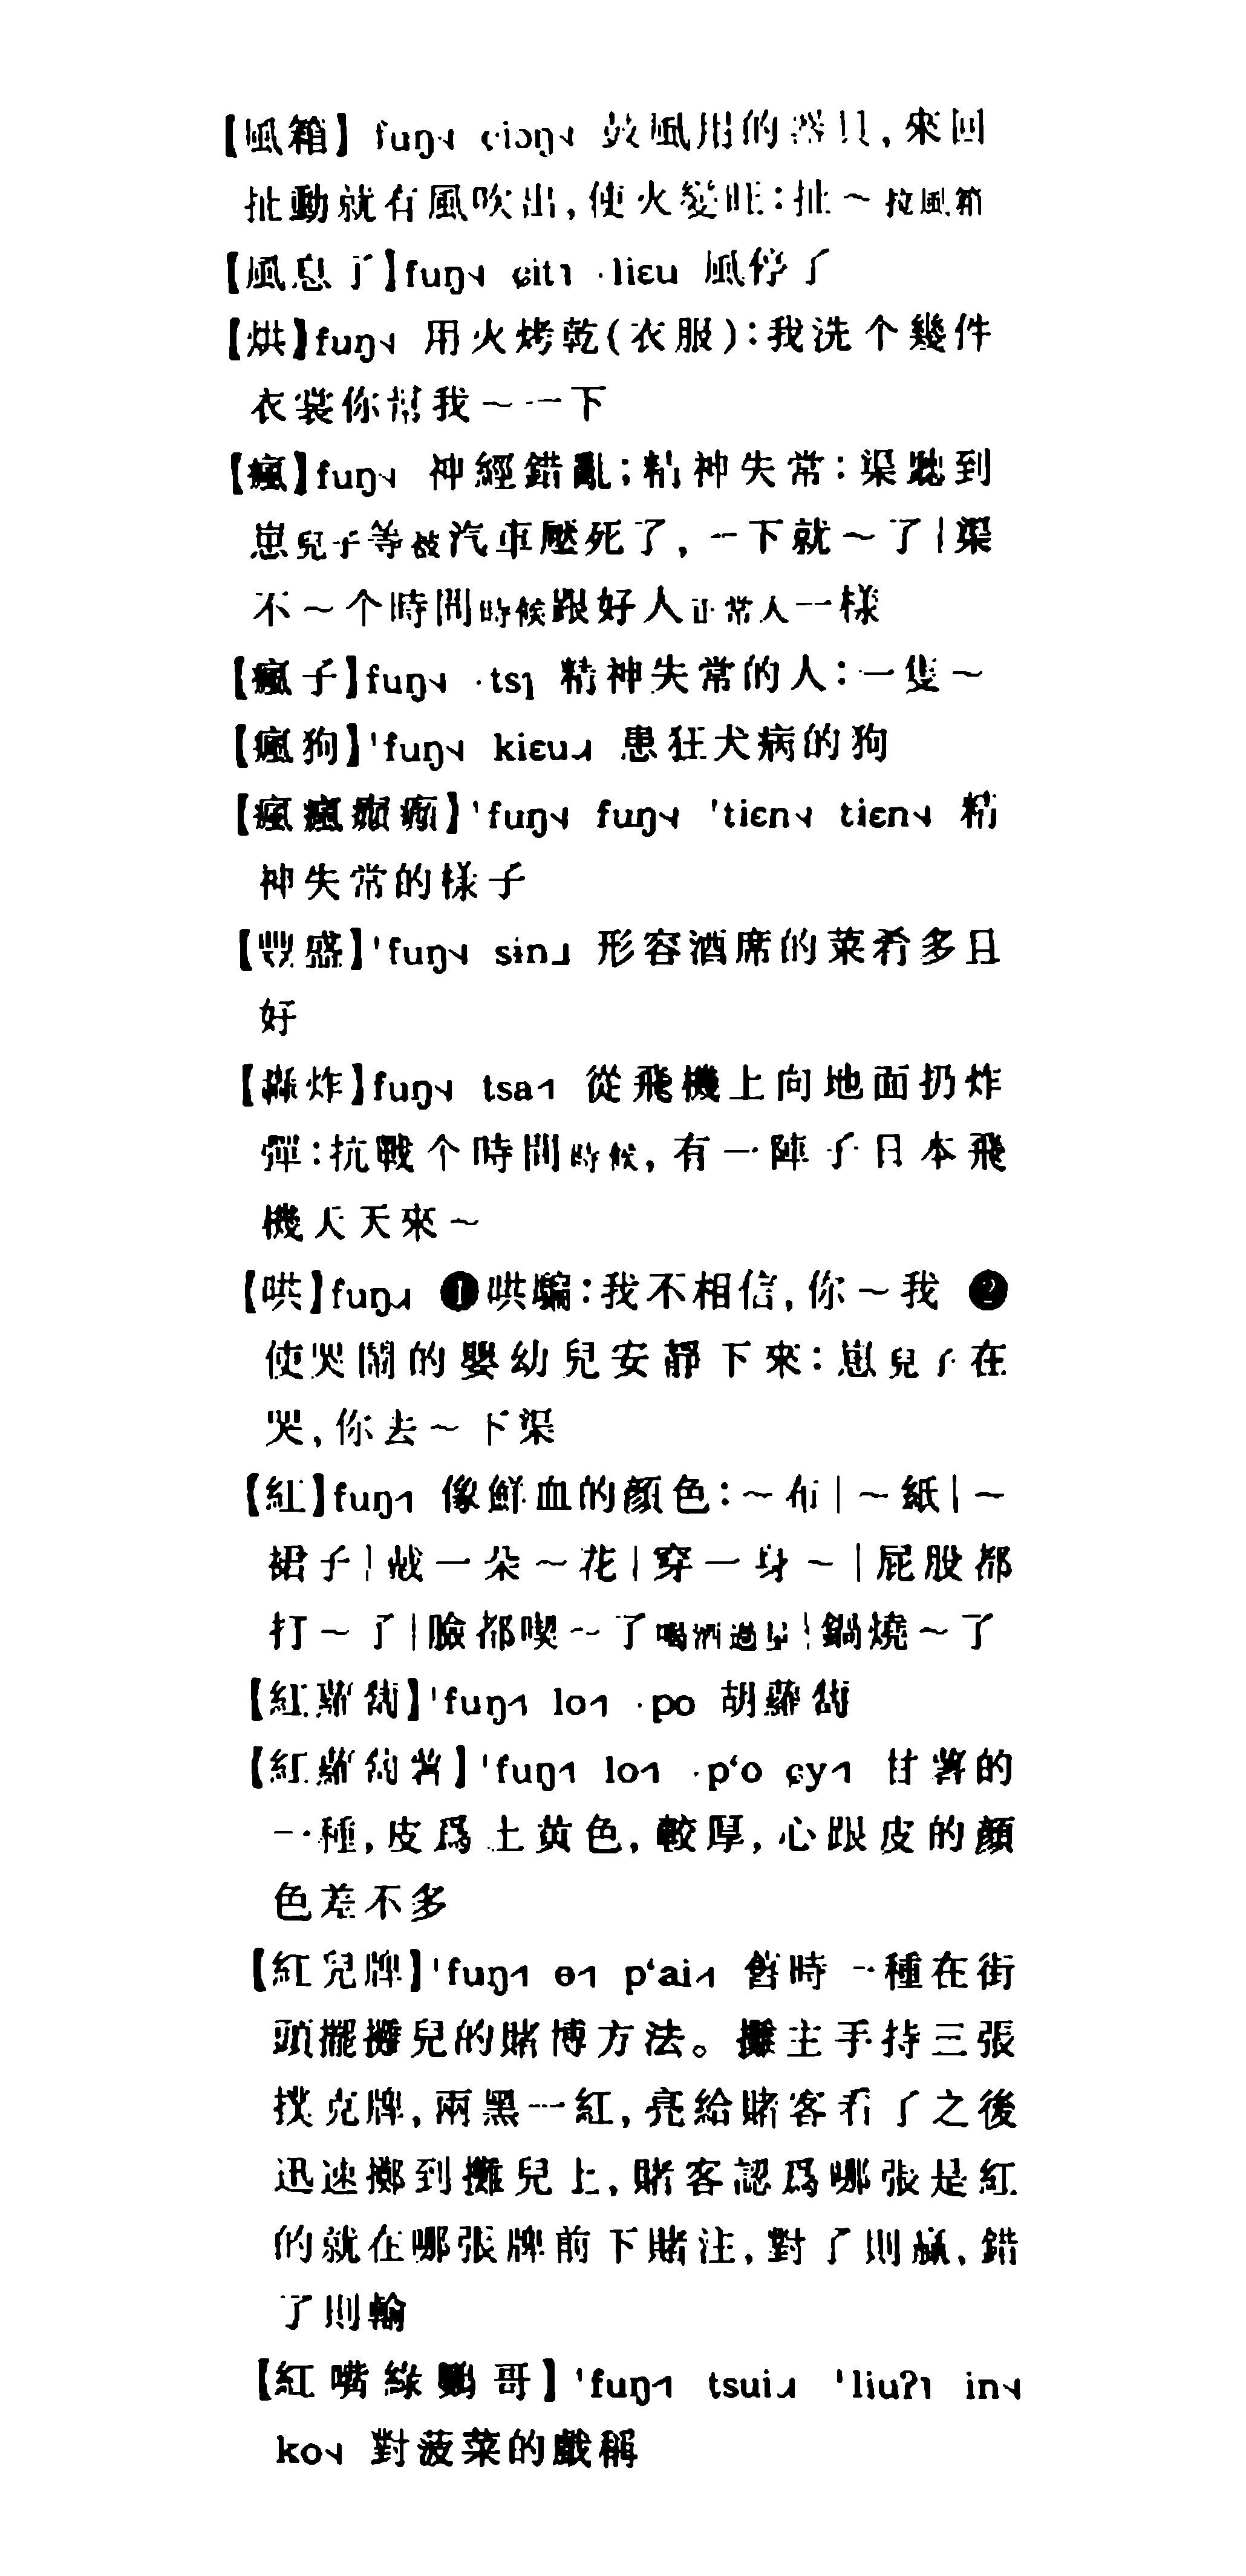 【風箱】 fuŋ˧ ɕiɔŋ˧ 鼓風用的器具,來回
扯動就有風吹出,使火變旺:扯～拉風箱
【風息了】fuŋ˧ ɕit˥ ·liɛu 風停了
【烘】fuŋ˧ 用火烤乾(衣服):我洗个幾件
衣裳你幫我～一下
【瘋】fuŋ˧ 神經錯亂;精神失常:渠 到
崽兒子等被汽車壓死了,一下就～了|渠
不～个時間時候跟好人正常人一樣
【瘋子】fuŋ˧ ·tsɿ 精神失常的人:一隻～
【瘋狗】'fuŋ˧ kiɛu˩ 患狂犬病的狗
【瘋瘋癲癲】'fuŋ˧ fuŋ˧ 'tiɛn˧ tiɛn˧ 精
神失常的樣子
【豐盛】'fuŋ˧ sɨn˩ 形容酒席的菜肴多且
好
【轟炸】fuŋ˧ tsa˦ 從飛機上向地面扔炸
彈:抗戰个時間時候,有一陣子日本飛
機天天來～
【哄】fuŋ˩ ❶哄騙:我不相信,你～我 ❷
使哭鬧的嬰幼兒安靜下來:崽兒子在
哭,你去～下渠
【紅】fuŋ˦ 像鮮血的顏色:～布|～紙|～
裙子|戴一朵～花|穿一身～|屁股都
打～了|臉都喫～了喝酒過量|鍋燒～了
【紅蘿蔔】'fuŋ˦ lo˦ ·po 胡蘿蔔
【紅蘿蔔薯】'fuŋ˦ lo˦ ·p‘o ɕy˦ 甘薯的
一種,皮爲土黃色,較厚,心跟皮的顏
色差不多
【紅兒牌】'fuŋ˦ ɵ˦ p‘ai˦ 舊時一種在街
頭擺攤兒的賭博方法。攤主手持三張
撲克牌,兩黑一紅,亮給賭客看了之後
迅速擲到攤兒上,賭客認爲哪張是紅
的就在哪張牌前下賭注,對了則贏,錯
了則輸
【紅嘴綠鸚哥】'fuŋ˦ tsui˩ 'liuʔ˥ in˧
ko˧ 對菠菜的戲稱